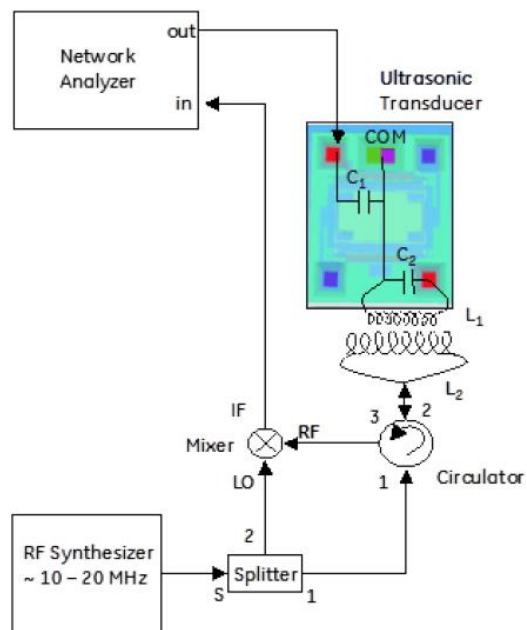 out
Network
Analyzer
in
Ultrasonic
Transducer
COM
C1
C2
L1
L2
IF
RF
3
2
Mixer
LO
1
Circulator
2
RF Synthesizer
~ 10 – 20 MHz
Splitter
S
1